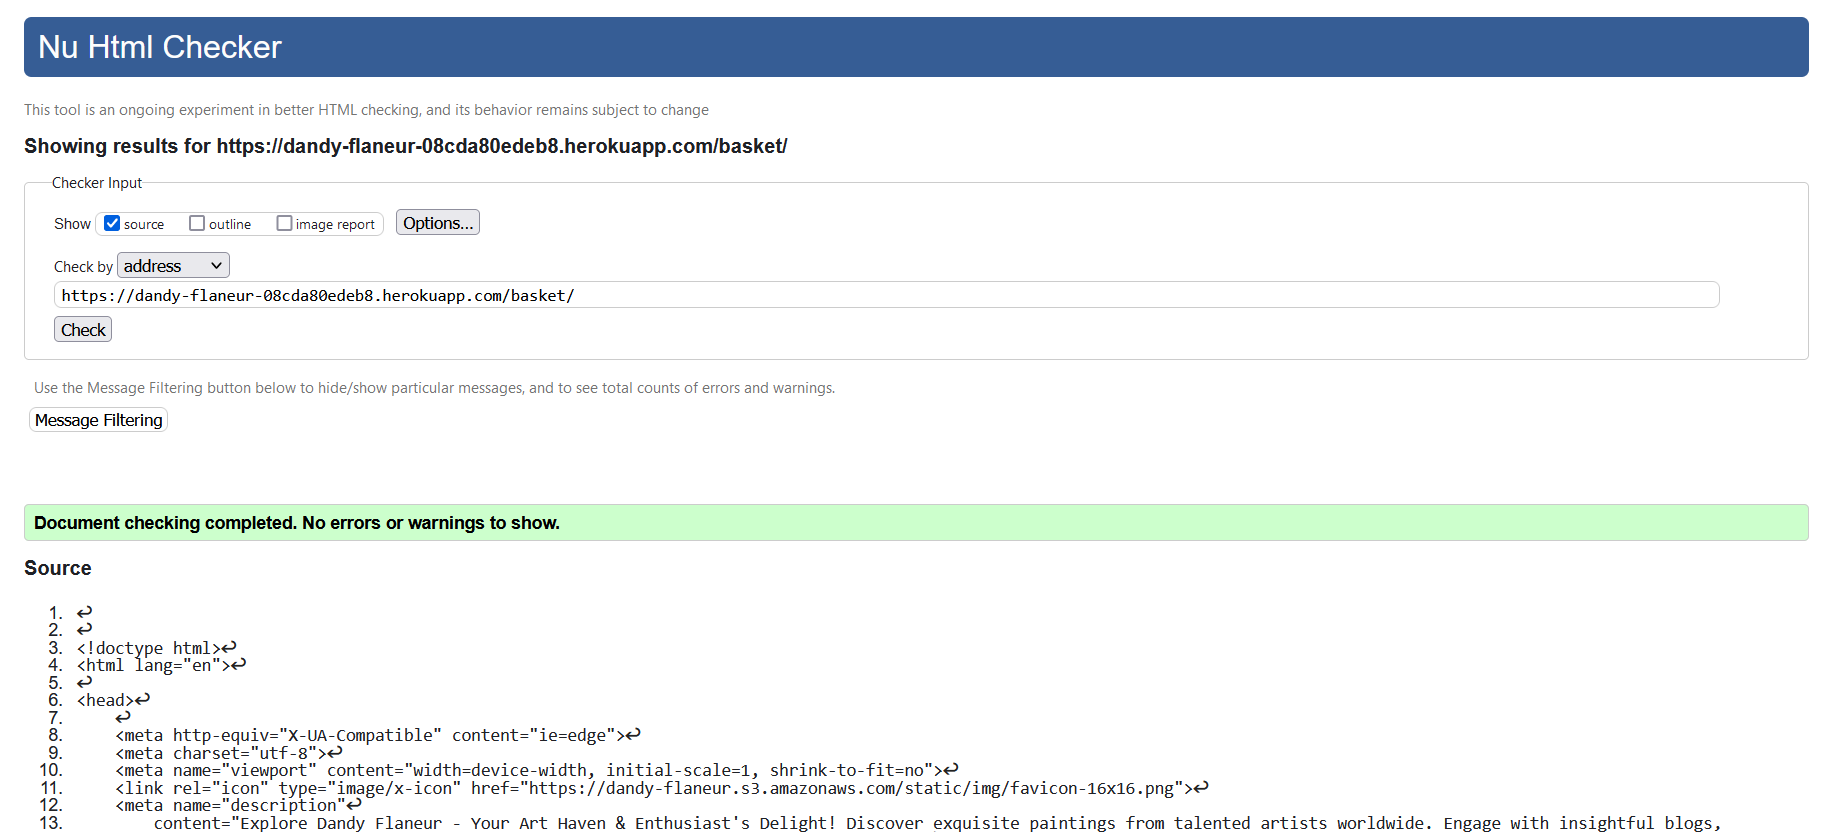 Nu Html Checker
This tool is an ongoing experiment in better HTML checking, and its behavior remains subject to change
Showing results for https://dandy-flaneur-08cda80edeb8.herokuapp.com/basket/
Checker Input
Show source outline image report Options...
Check by address
https://dandy-flaneur-08cda80edeb8.herokuapp.com/basket/
Check
Use the Message Filtering button below to hide/show particular messages, and to see total counts of errors and warnings.
Message Filtering
Document checking completed. No errors or warnings to show.
Source
1. ↩
2. ↩
3. <!doctype html>↩
4. <html lang="en">↩
5. ↩
6. <head>↩
7. ↩
8. <meta http-equiv="X-UA-Compatible" content="ie=edge">↩
9. <meta charset="utf-8">↩
10. <meta name="viewport" content="width=device-width, initial-scale=1, shrink-to-fit=no">↩
11. <link rel="icon" type="image/x-icon" href="https://dandy-flaneur.s3.amazonaws.com/static/img/favicon-16x16.png">↩
12. <meta name="description"↩
13. content="Explore Dandy Flaneur - Your Art Haven & Enthusiast's Delight! Discover exquisite paintings from talented artists worldwide. Engage with insightful blogs,